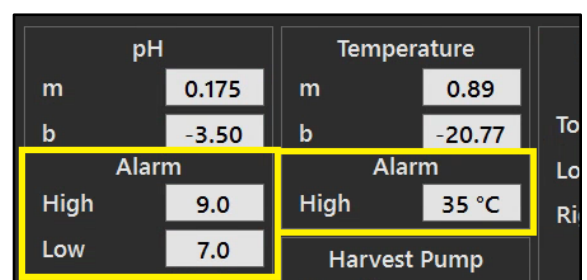 pH
m 0.175
b -3.50
Alarm
High 9.0
Low 7.0
Temperature
m 0.89
b -20.77
Alarm
High 35 °C
Harvest Pump